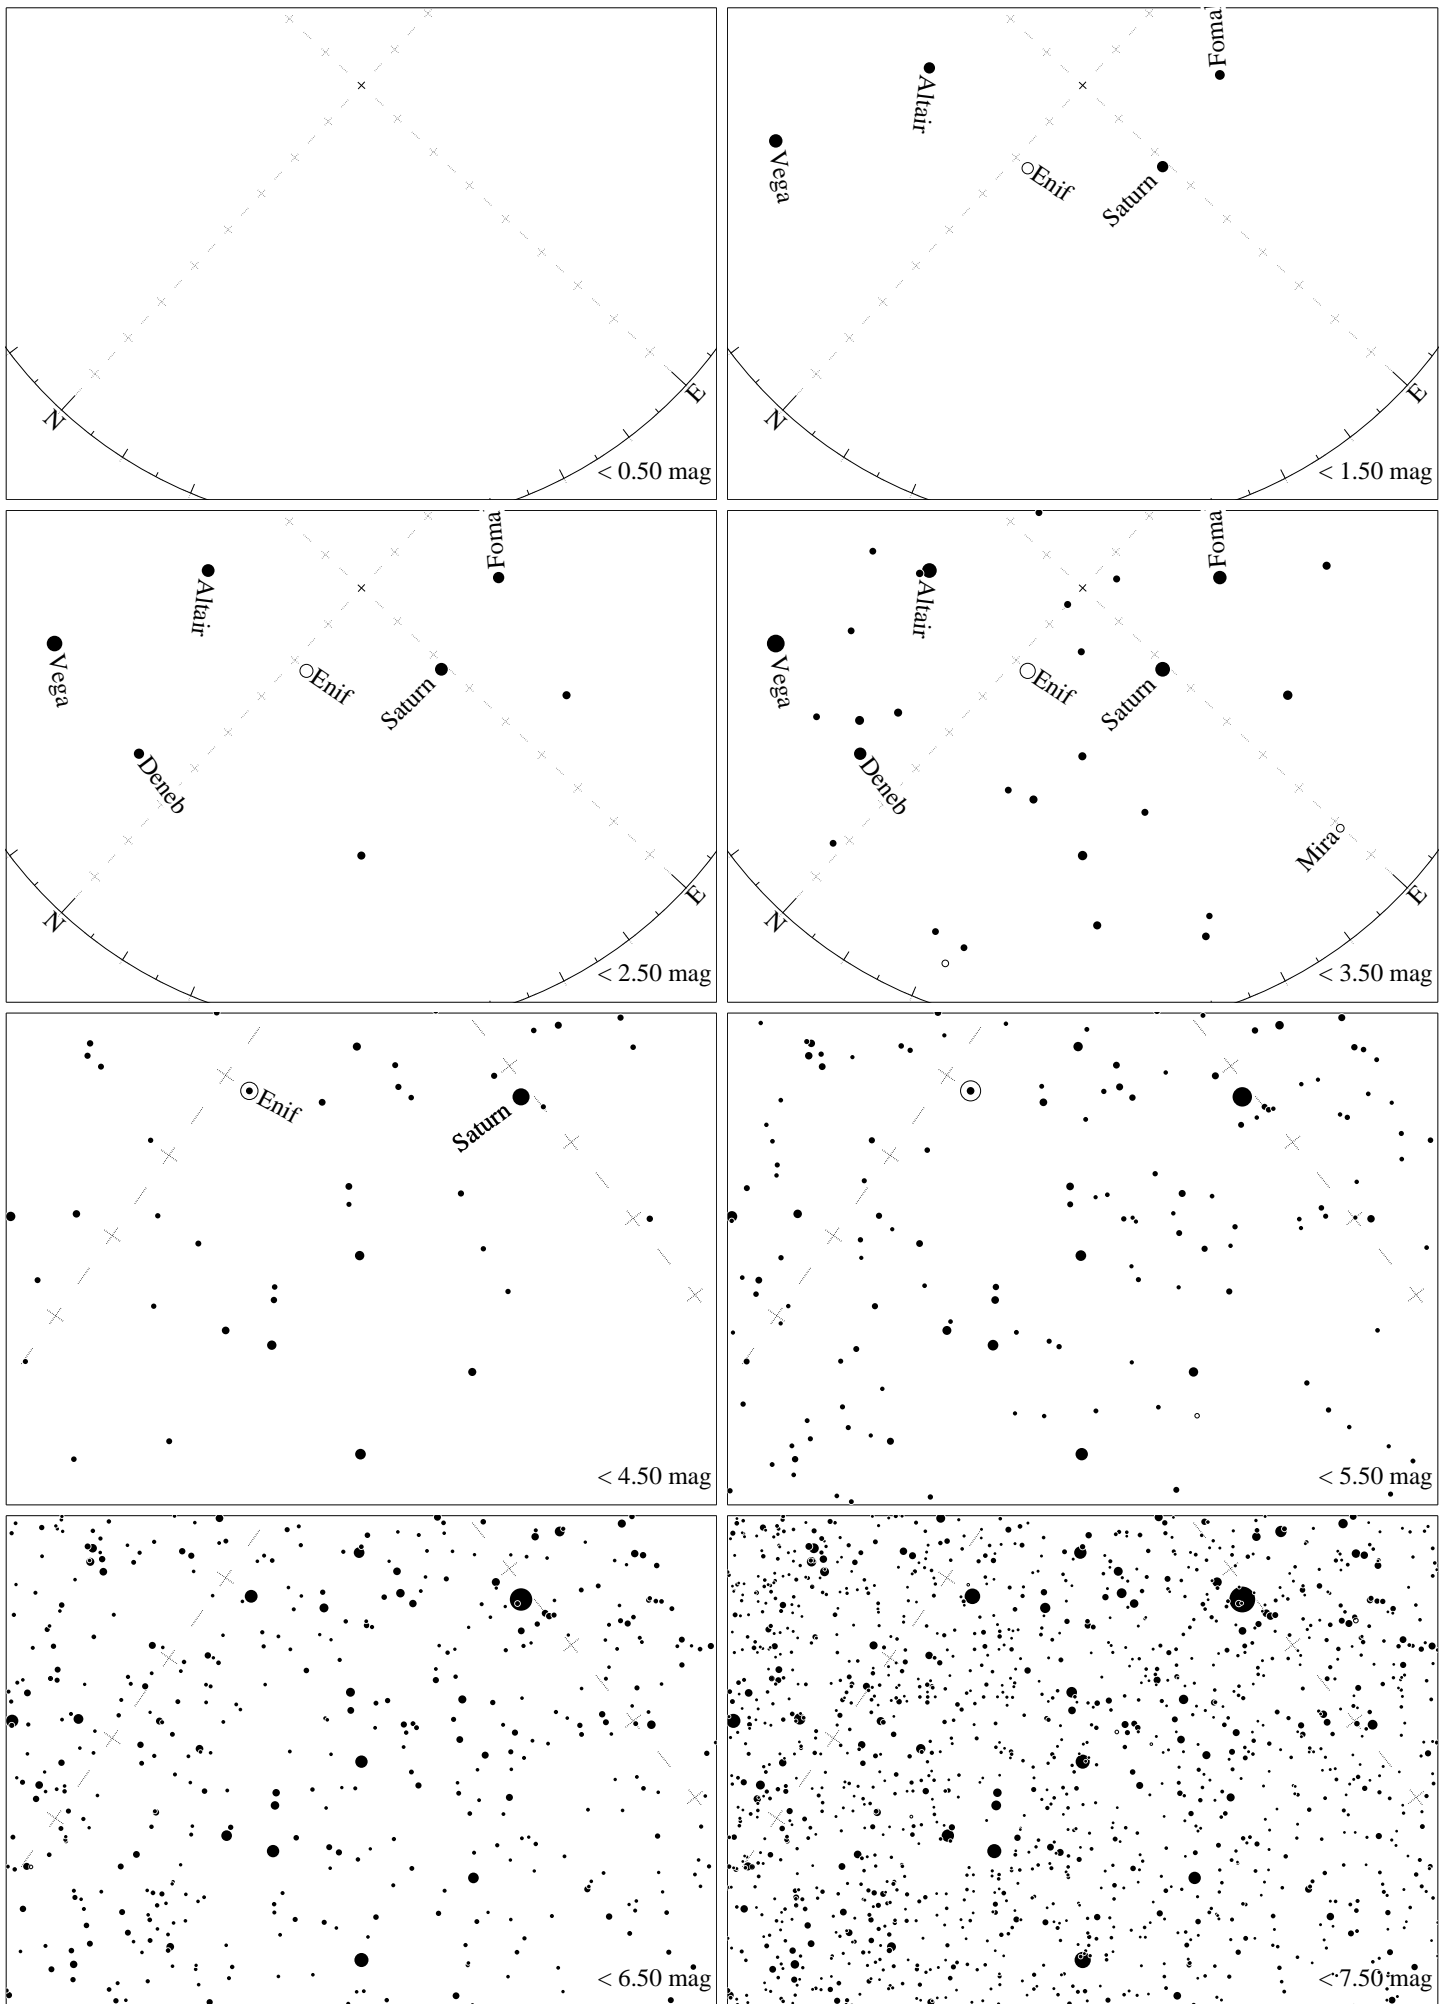 N
E
< 0.50 mag
Foma
Altair
Vega
Enif
Saturn
N
E
< 1.50 mag
Foma
Altair
Vega
Enif
Saturn
Deneb
N
E
< 2.50 mag
Foma
Altair
Vega
Enif
Saturn
Deneb
Mira
N
E
< 3.50 mag
Enif
Saturn
< 4.50 mag
< 5.50 mag
< 6.50 mag
< 7.50 mag